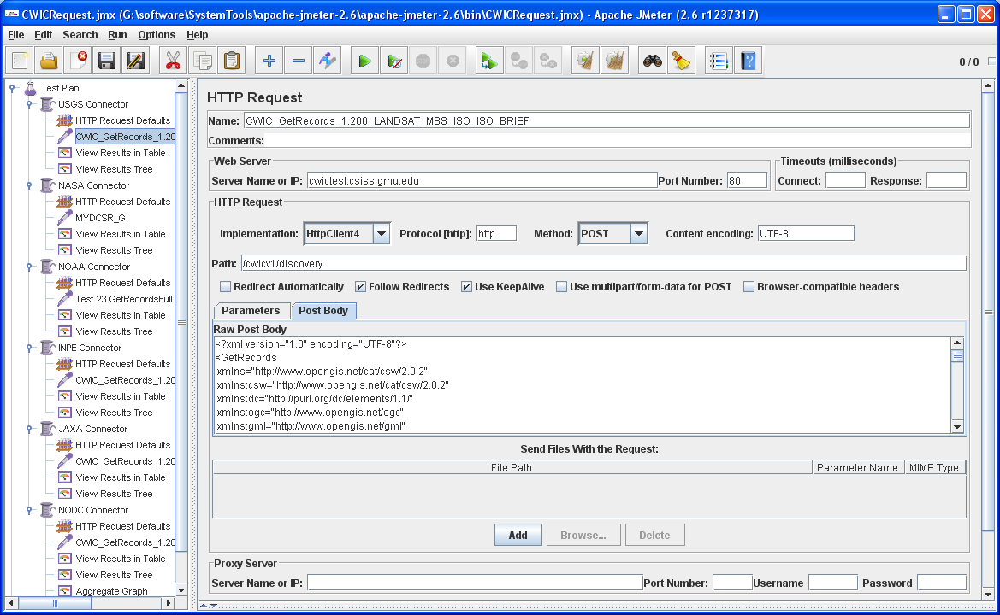 CWICRequest.jmx (G:\software\SystemTools\apache-jmeter-2.6\apache-jmeter-2.6\bin\CWICRequest.jmx) - Apache JMeter (2.6 r1237317)
File Edit Search Run Options Help
0 / 0
Test Plan
USGS Connector
HTTP Request Defaults
CWIC_GetRecords_1.20
View Results in Table
View Results Tree
NASA Connector
HTTP Request Defaults
MYDCSR_G
View Results in Table
View Results Tree
NOAA Connector
HTTP Request Defaults
Test.23.GetRecordsFull.
View Results in Table
View Results Tree
INPE Connector
HTTP Request Defaults
CWIC_GetRecords_1.20
View Results in Table
View Results Tree
JAXA Connector
HTTP Request Defaults
CWIC_GetRecords_1.20
View Results in Table
View Results Tree
NODC Connector
HTTP Request Defaults
CWIC_GetRecords_1.20
View Results in Table
View Results Tree
Aggregate Graph
HTTP Request
Name: CWIC_GetRecords_1.200_LANDSAT_MSS_ISO_ISO_BRIEF
Comments:
Web Server
Server Name or IP: cwictest.csiss.gmu.edu Port Number: 80
Timeouts (milliseconds)
Connect: Response:
HTTP Request
Implementation: HttpClient4 Protocol [http]: http Method: POST Content encoding: UTF-8
Path: /cwicv1/discovery
Redirect Automatically Follow Redirects Use KeepAlive Use multipart/form-data for POST Browser-compatible headers
Parameters Post Body
Raw Post Body
<?xml version="1.0" encoding="UTF-8"?>
<GetRecords
xmlns="http://www.opengis.net/cat/csw/2.0.2"
xmlns:csw="http://www.opengis.net/cat/csw/2.0.2"
xmlns:dc="http://purl.org/dc/elements/1.1/"
xmlns:ogc="http://www.opengis.net/ogc"
xmlns:gml="http://www.opengis.net/gml"
Send Files With the Request:
File Path: Parameter Name: MIME Type:
Add Browse... Delete
Proxy Server
Server Name or IP: Port Number: Username Password